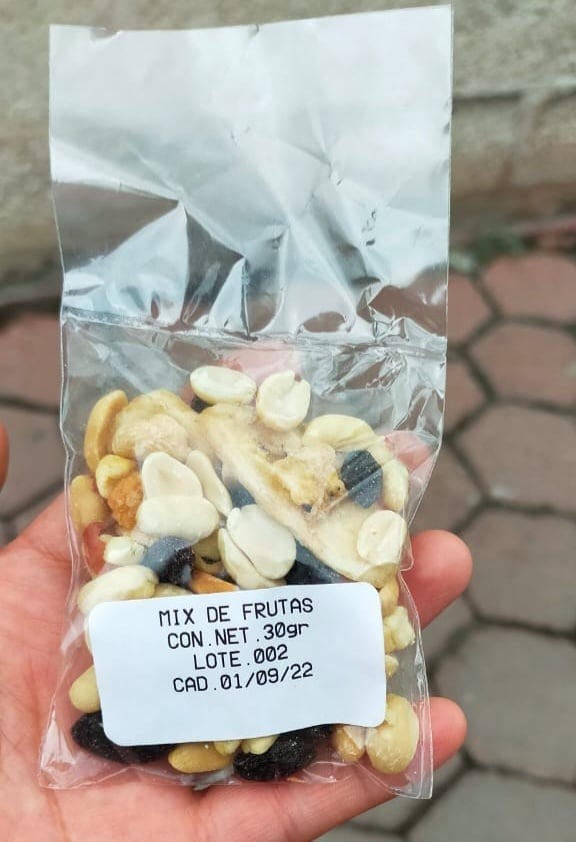 MIX DE FRUTAS
CON.NET.30gr
LOTE.002
CAD.01/09/22